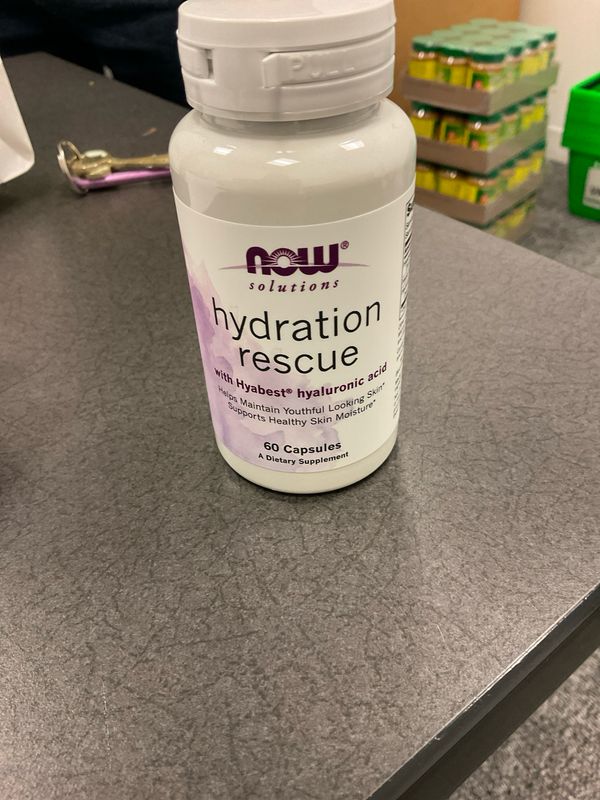 PULL
NOW®
solutions
hydration
rescue
with Hyabest® hyaluronic acid
Helps Maintain Youthful Looking Skin*
Supports Healthy Skin Moisture*
60 Capsules
A Dietary Supplement